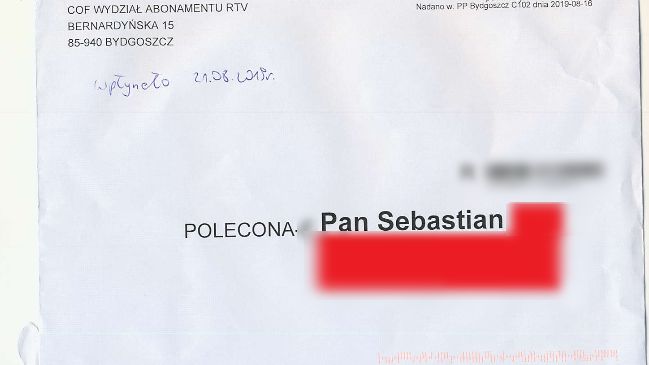 COF WYDZIAŁ ABONAMENTU RTV
BERNARDYŃSKA 15
85-940 BYDGOSZCZ
Nadano w. PP Bydgoszcz C102 dnia 2019-08-16
wpłynęło 21.08.2019r.
POLECONA-
Pan Sebastian